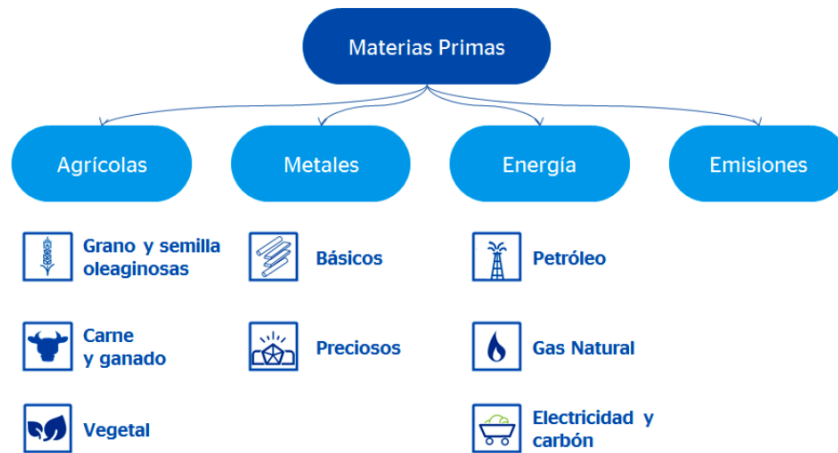 Materias Primas
Agrícolas
Metales
Energía
Emisiones
Grano y semilla
oleaginosas
Básicos
Petróleo
Carne
y ganado
Preciosos
Gas Natural
Vegetal
Electricidad y
carbón